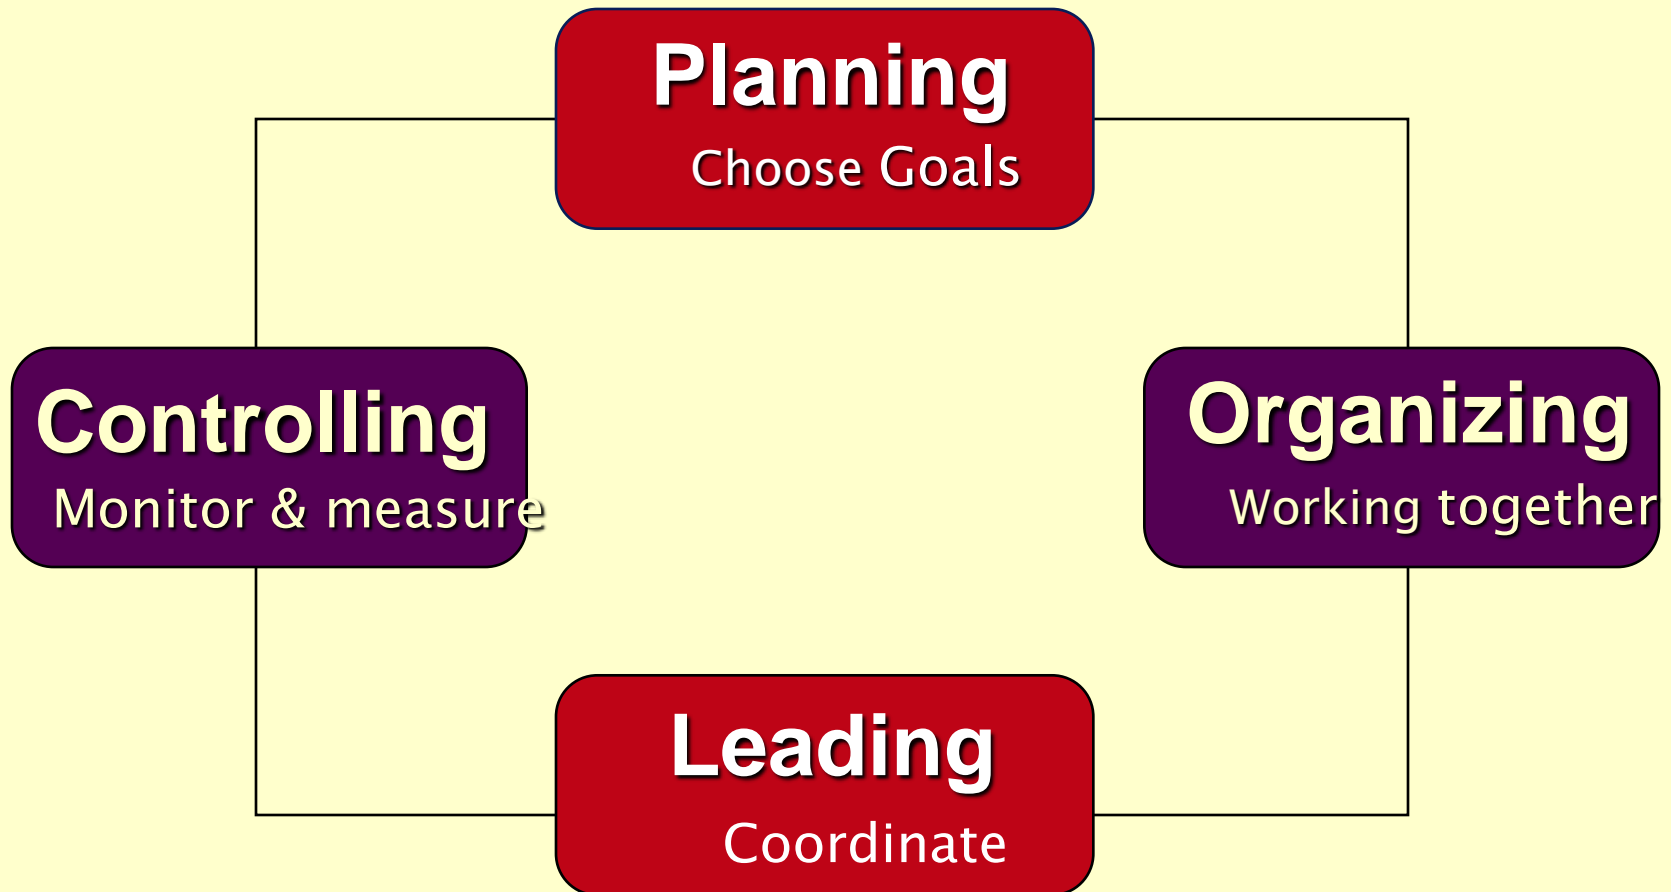 Planning
Choose Goals
Controlling
Monitor & measure
Organizing
Working together
Leading
Coordinate